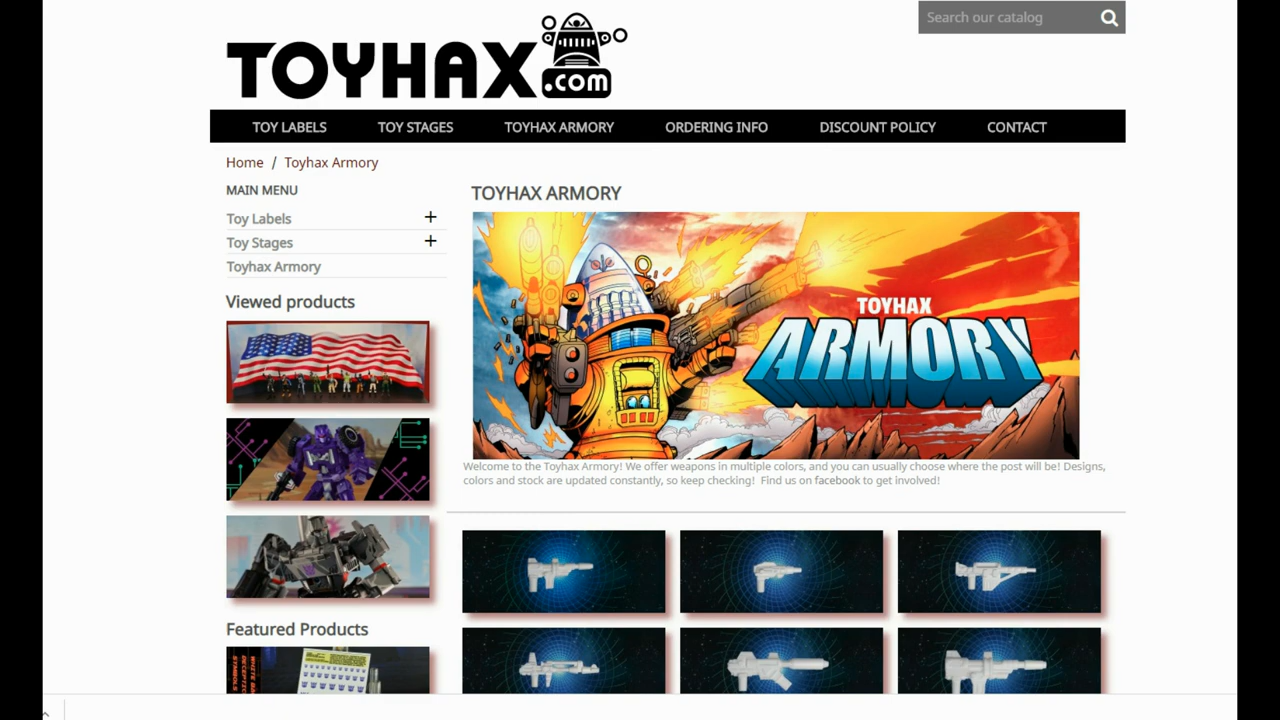 Search our catalog
TOYHAX
.com
TOY LABELS
TOY STAGES
TOYHAX ARMORY
ORDERING INFO
DISCOUNT POLICY
CONTACT
Home / Toyhax Armory
MAIN MENU
Toy Labels +
Toy Stages +
Toyhax Armory
Viewed products
Featured Products
TOYHAX ARMORY
TOYHAX
ARMORY
Welcome to the Toyhax Armory! We offer weapons in multiple colors, and you can usually choose where the post will be! Designs,
colors and stock are updated constantly, so keep checking! Find us on facebook to get involved!